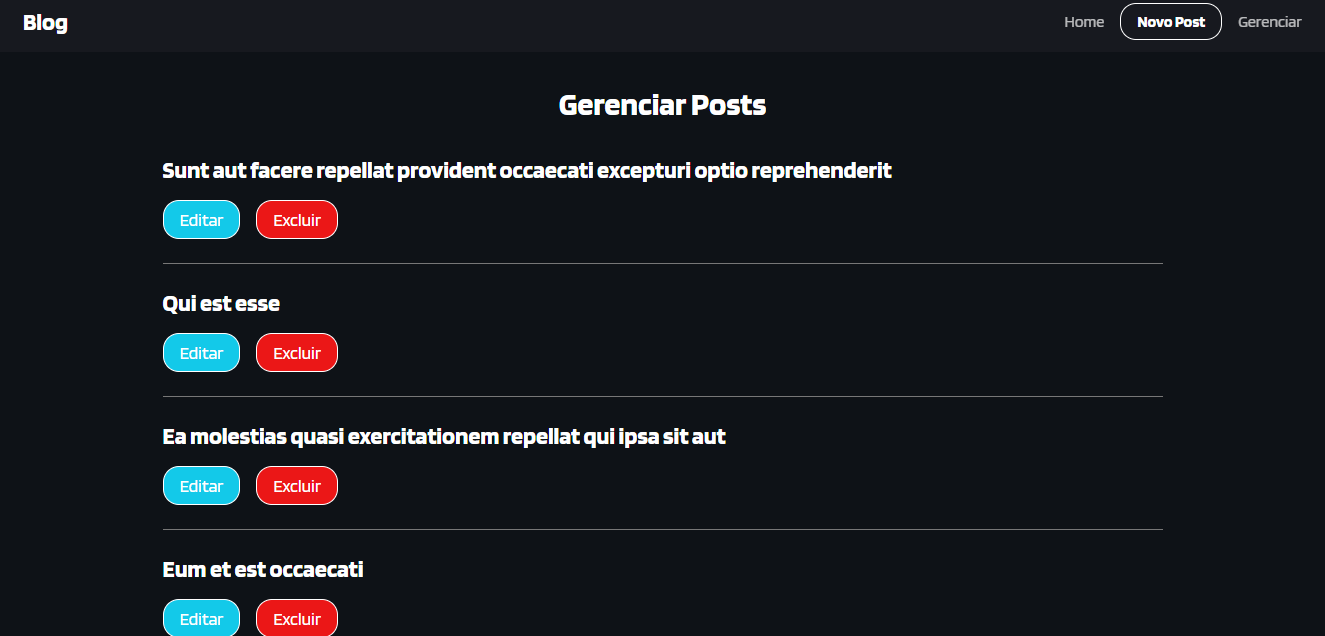 Blog
Home Novo Post Gerenciar
Gerenciar Posts
Sunt aut facere repellat provident occaecati excepturi optio reprehenderit
Editar Excluir
Qui est esse
Editar Excluir
Ea molestias quasi exercitationem repellat qui ipsa sit aut
Editar Excluir
Eum et est occaecati
Editar Excluir